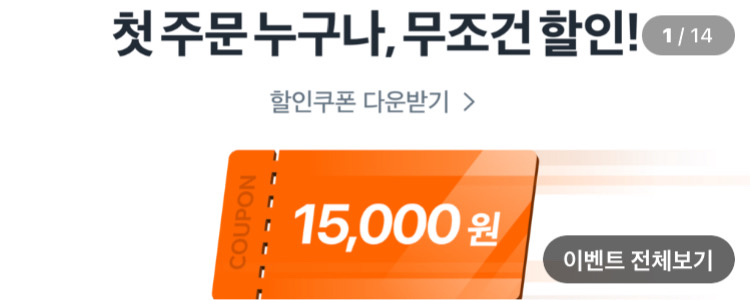 첫 주문 누구나, 무조건 할인!
1 / 14
할인쿠폰 다운받기 >
COUPON
15,000 원
이벤트 전체보기